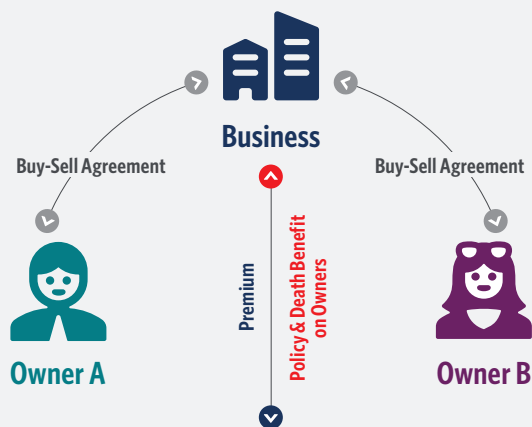 Business
Buy-Sell Agreement
Buy-Sell Agreement
Premium
Policy & Death Benefit
on Owners
Owner A
Owner B